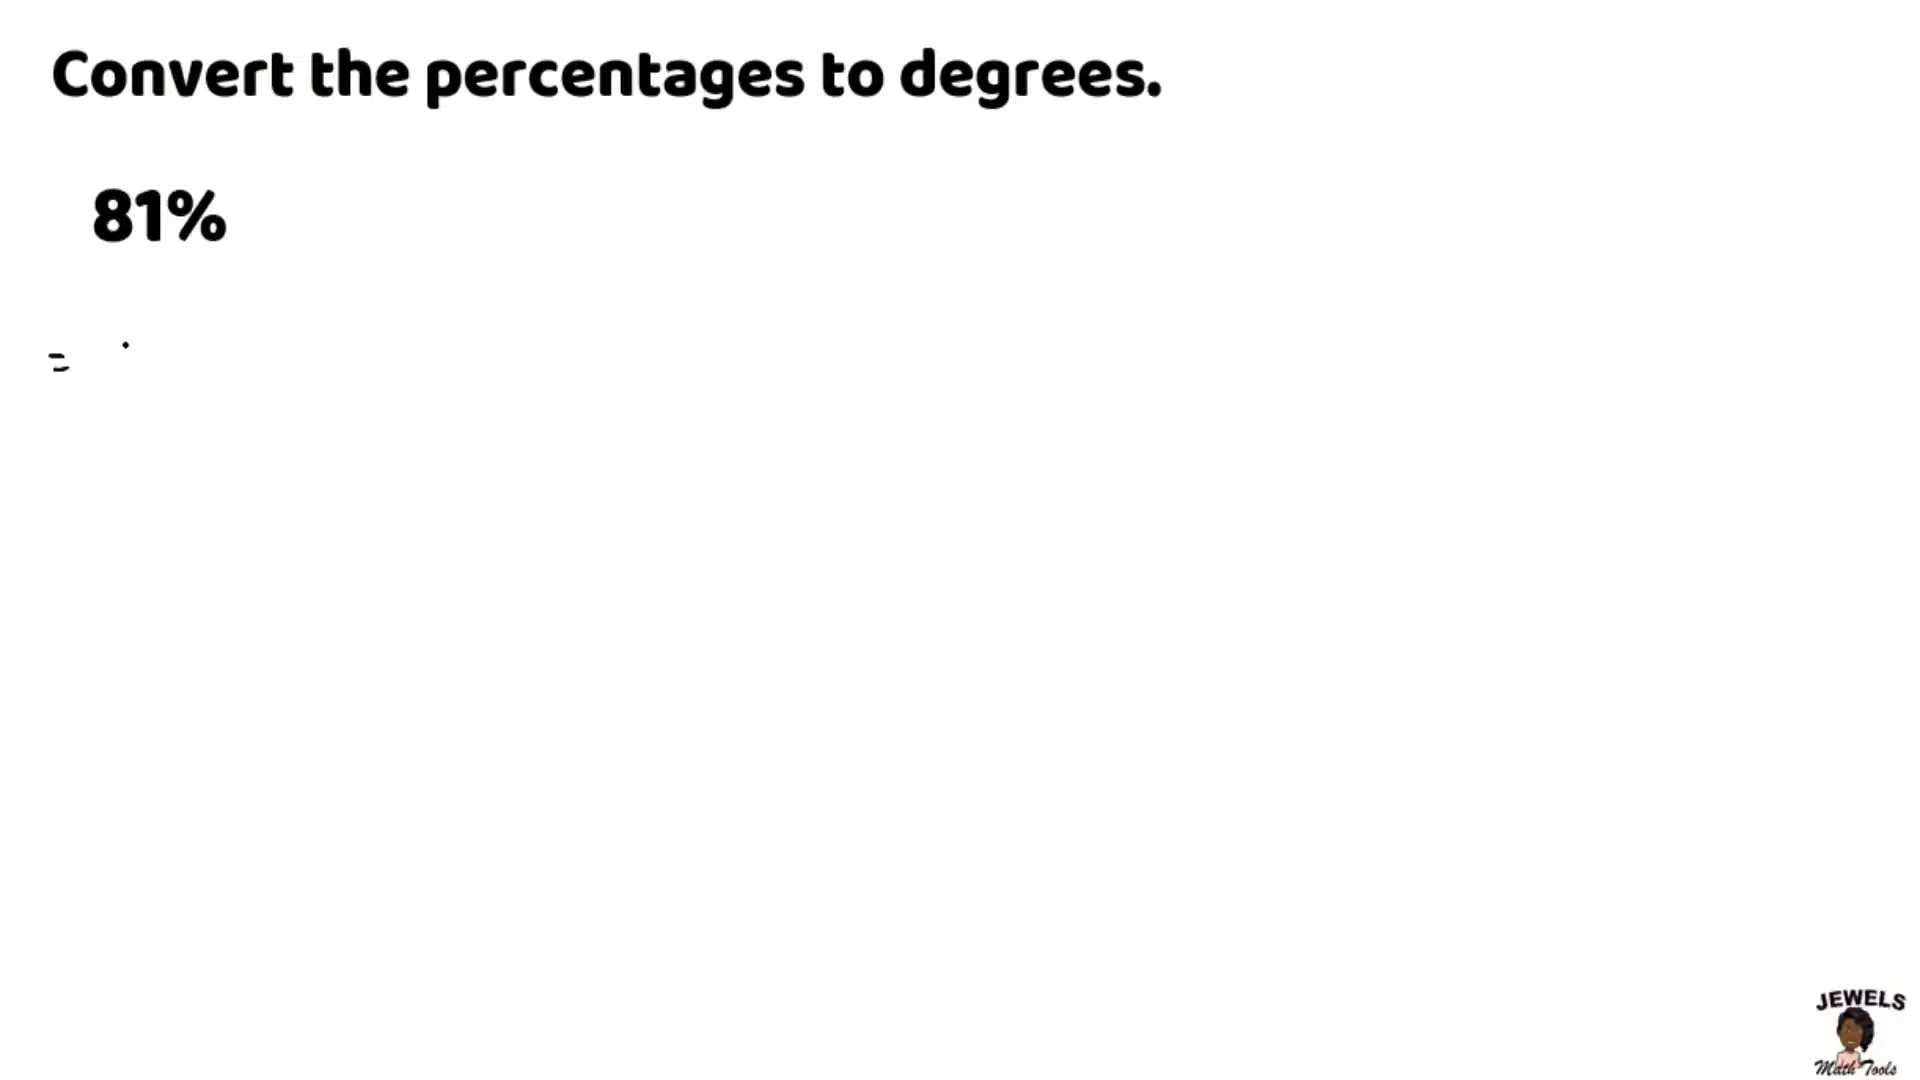 Convert the percentages to degrees.
81%
=
JEWELS
Math Tools